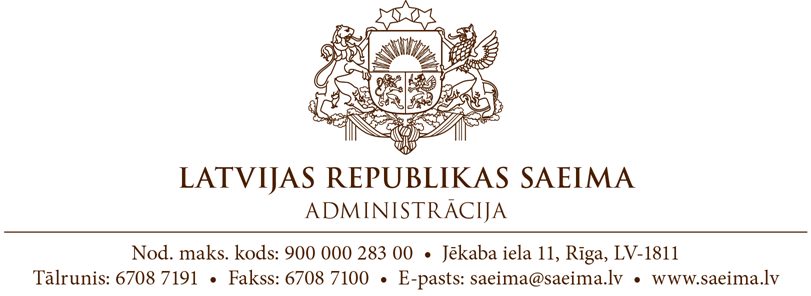 LATVIJAS REPUBLIKAS SAEIMA
ADMINISTRĀCIJA
Nod. maks. kods: 900 000 283 00 • Jēkaba iela 11, Rīga, LV-1811
Tālrunis: 6708 7191 • Fakss: 6708 7100 • E-pasts: saeima@saeima.lv • www.saeima.lv